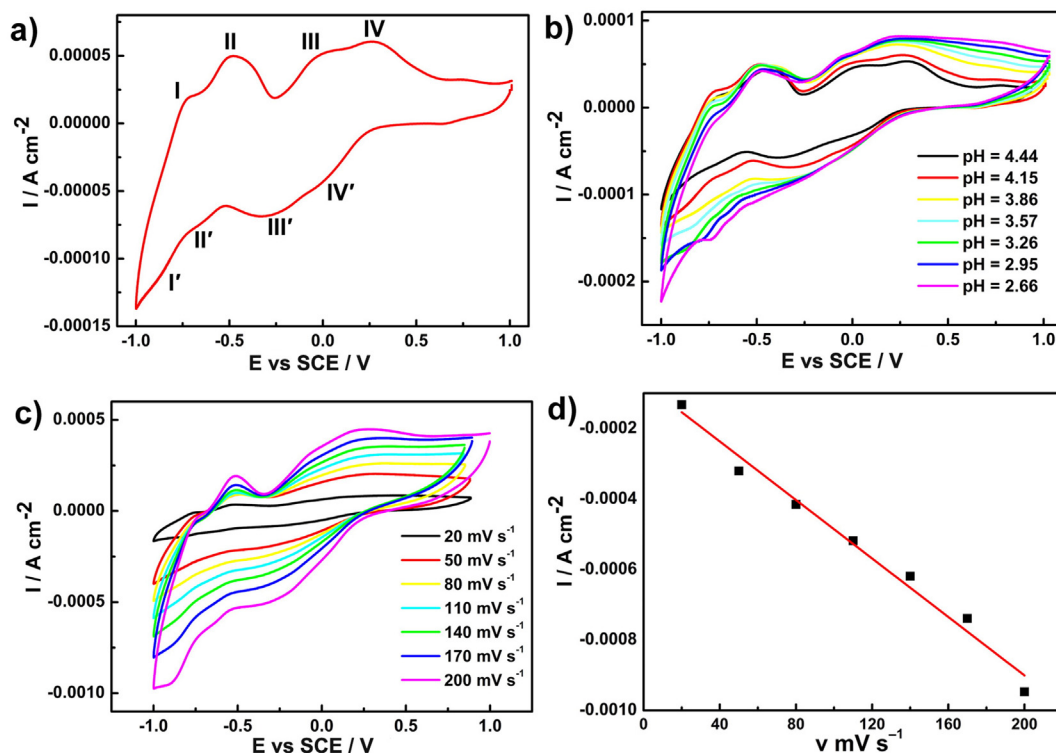 a)
I / A cm-2
0.00005
0.00000
-0.00005
-0.00010
-0.00015
I
II
III
IV
I′
II′
III′
IV′
-1.0 -0.5 0.0 0.5 1.0
E vs SCE / V
b)
I / A cm-2
0.0001
0.0000
-0.0001
-0.0002
pH = 4.44
pH = 4.15
pH = 3.86
pH = 3.57
pH = 3.26
pH = 2.95
pH = 2.66
-1.0 -0.5 0.0 0.5 1.0
E vs SCE / V
c)
I / A cm-2
0.0005
0.0000
-0.0005
-0.0010
20 mV s⁻¹
50 mV s⁻¹
80 mV s⁻¹
110 mV s⁻¹
140 mV s⁻¹
170 mV s⁻¹
200 mV s⁻¹
-1.0 -0.5 0.0 0.5 1.0
E vs SCE / V
d)
I / A cm-2
-0.0002
-0.0004
-0.0006
-0.0008
-0.0010
0 40 80 120 160 200
v mV s⁻¹